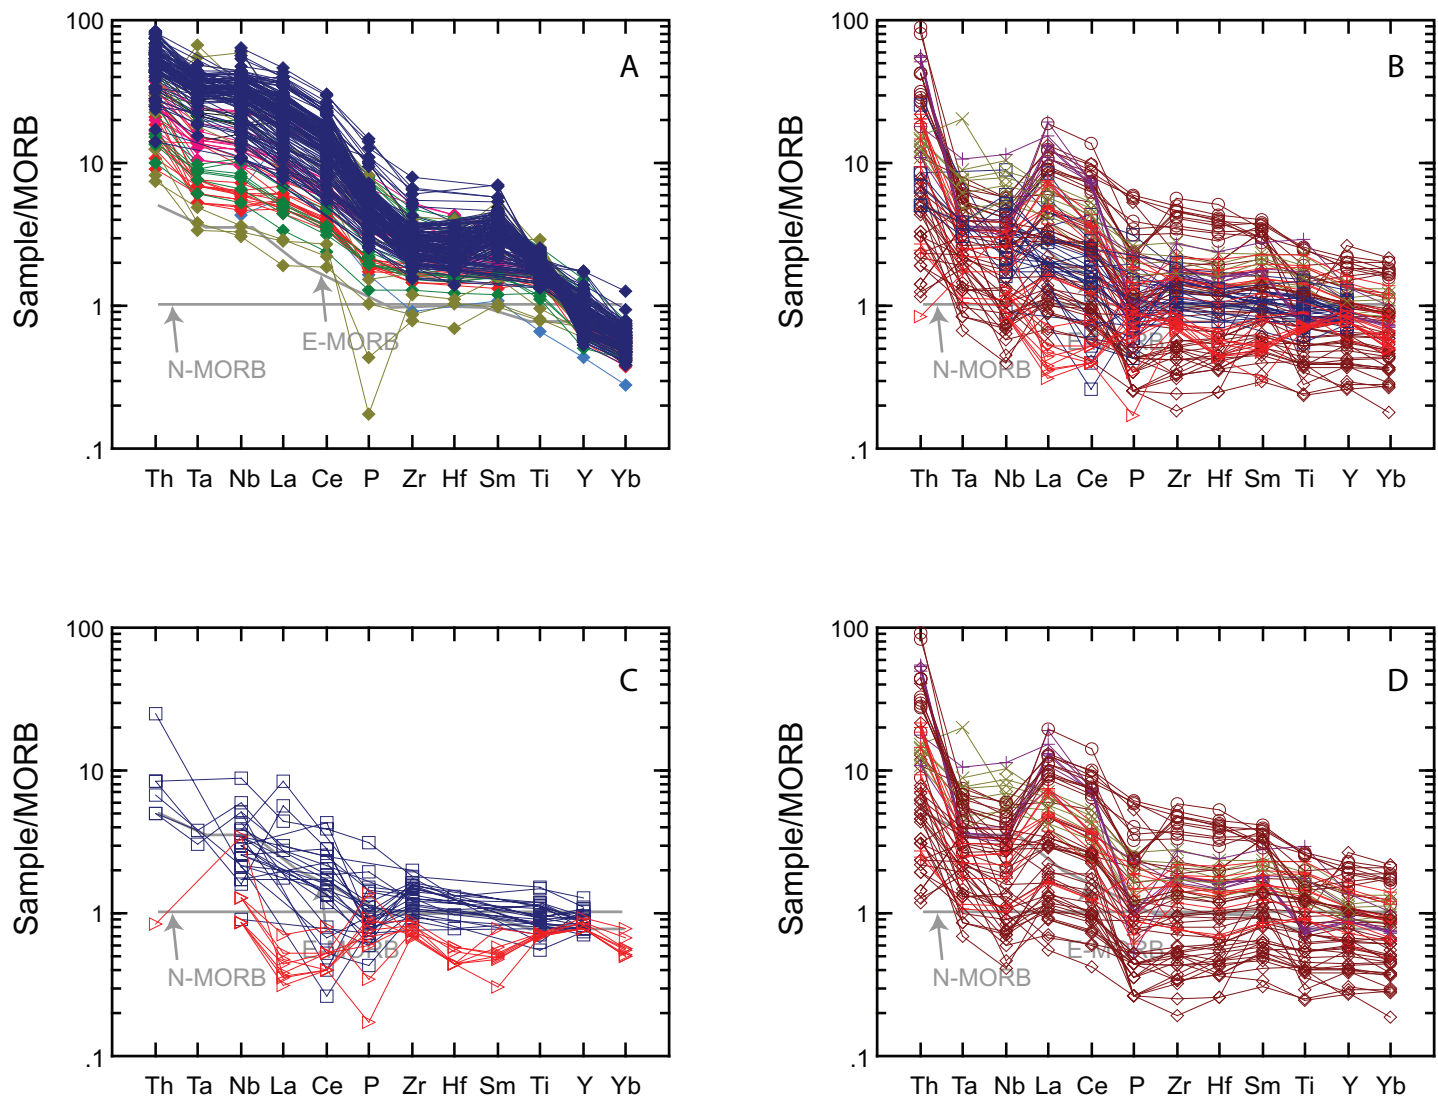 100
10
1
.1
Sample/MORB
A
N-MORB
E-MORB
Th Ta Nb La Ce P Zr Hf Sm Ti Y Yb
100
10
1
.1
Sample/MORB
B
N-MORB
E-MORB
Th Ta Nb La Ce P Zr Hf Sm Ti Y Yb
100
10
1
.1
Sample/MORB
C
N-MORB
E-MORB
Th Ta Nb La Ce P Zr Hf Sm Ti Y Yb
100
10
1
.1
Sample/MORB
D
N-MORB
E-MORB
Th Ta Nb La Ce P Zr Hf Sm Ti Y Yb